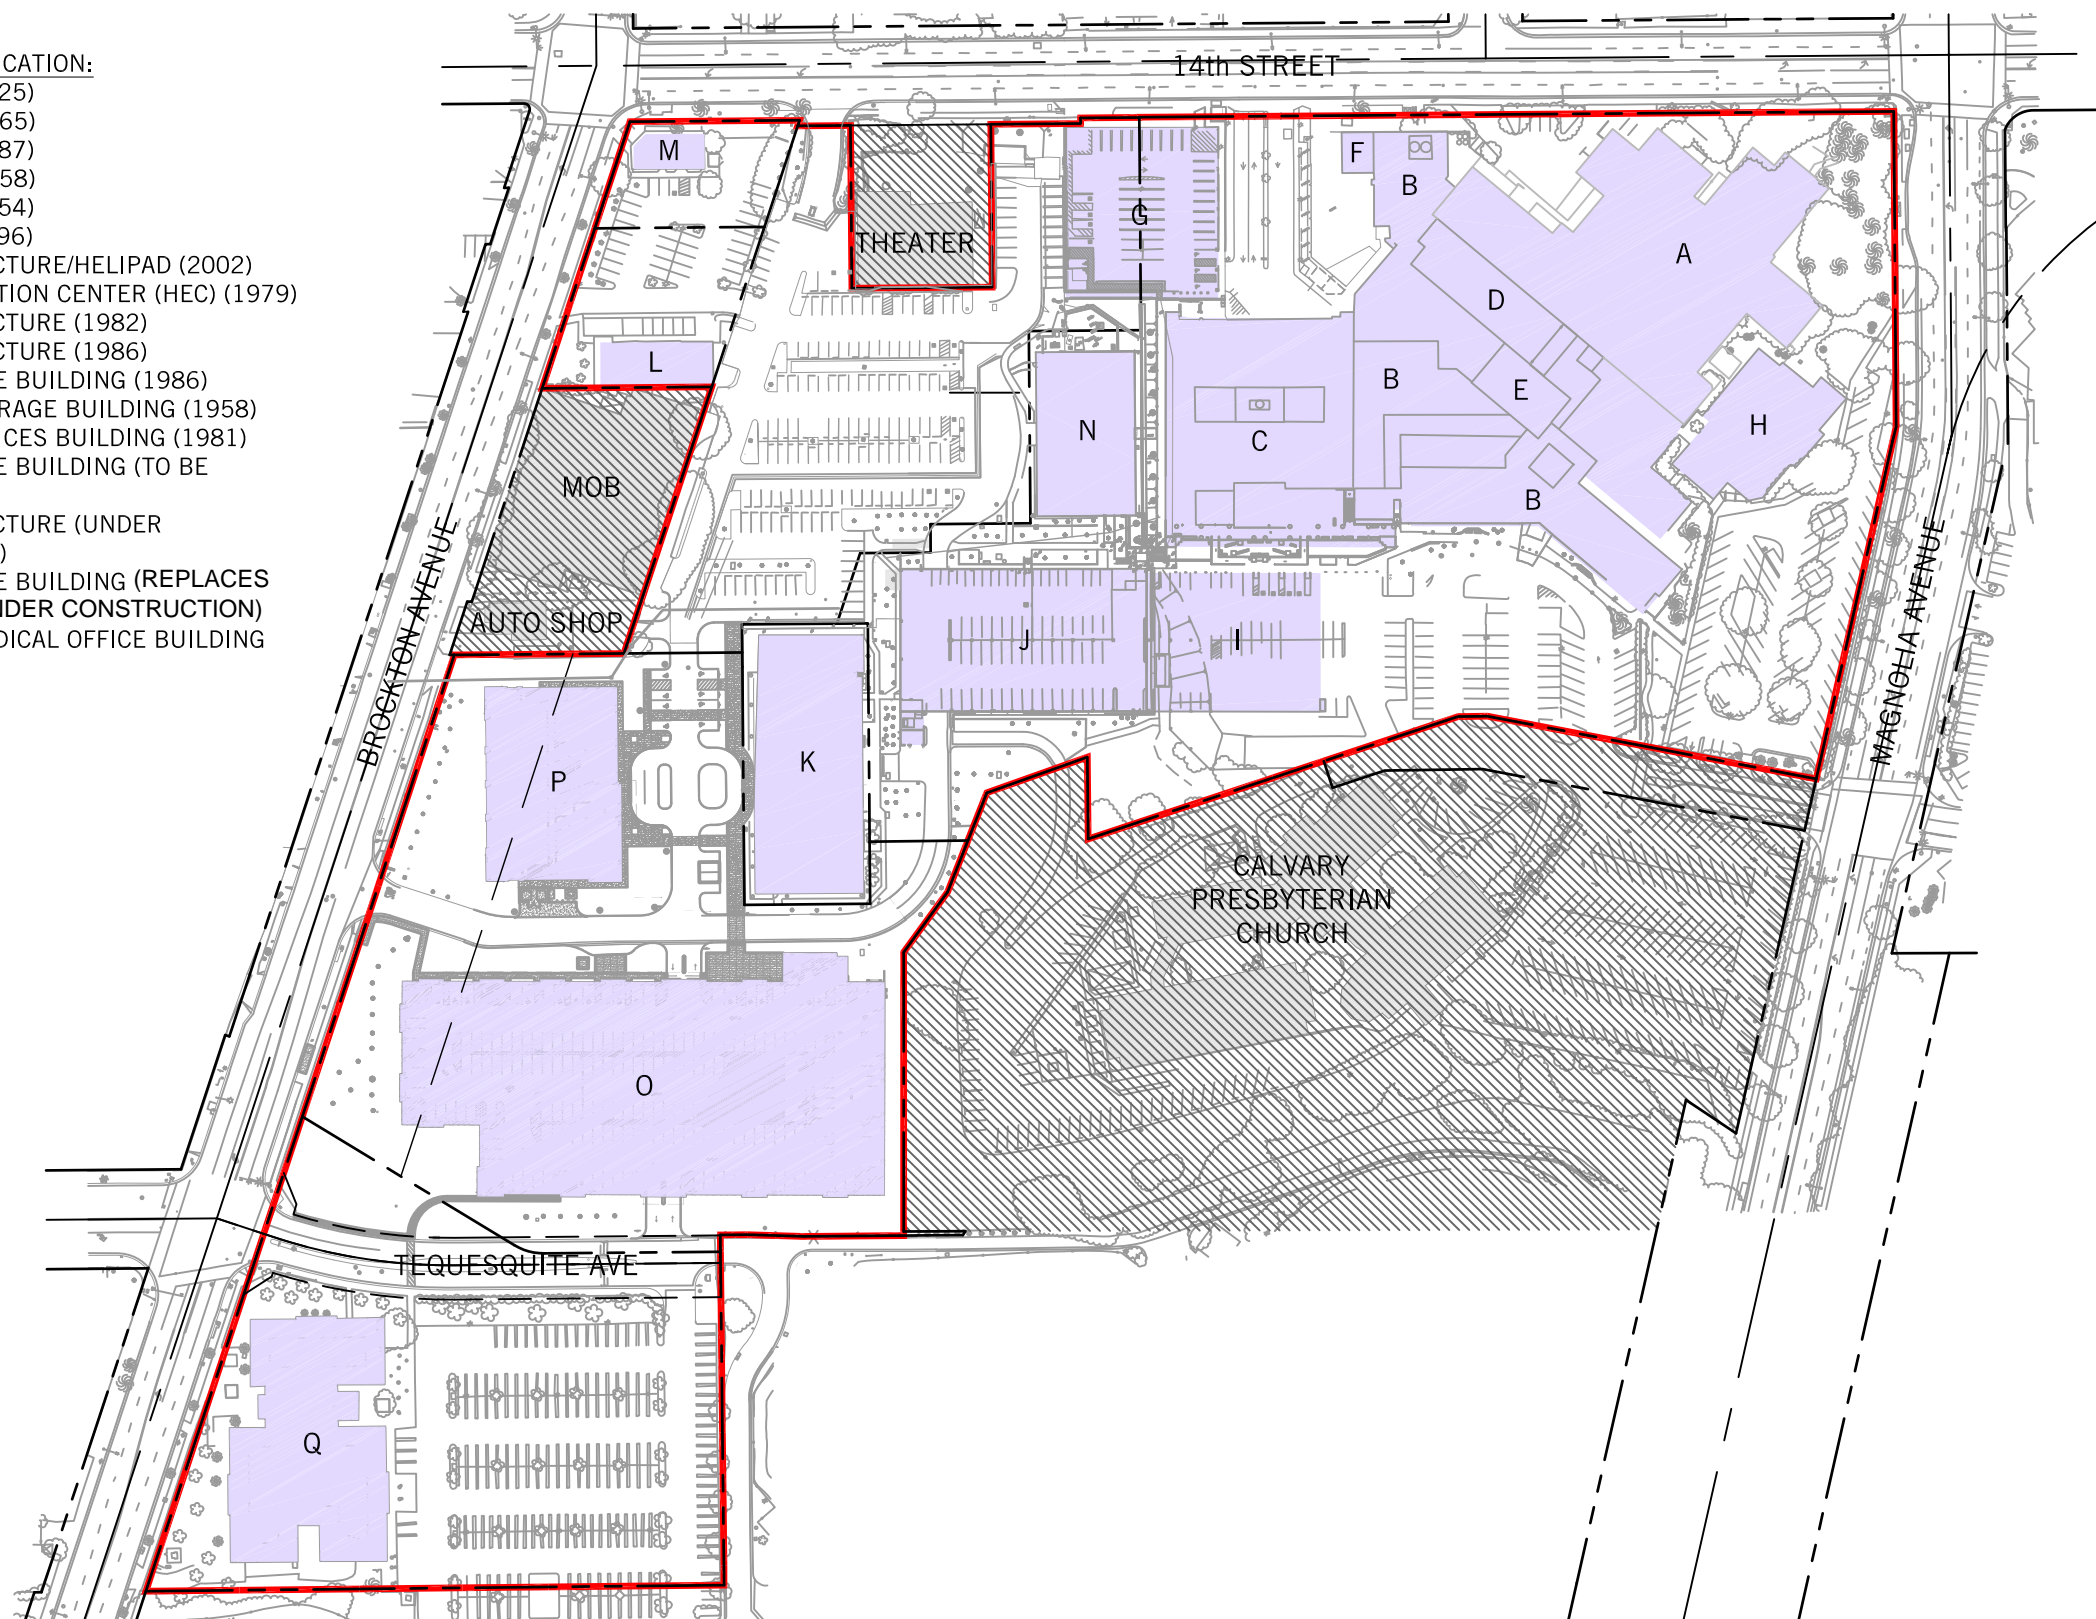 CATION:
25)
65)
87)
58)
54)
96)
CTURE/HELIPAD (2002)
TION CENTER (HEC) (1979)
CTURE (1982)
CTURE (1986)
E BUILDING (1986)
RAGE BUILDING (1958)
ICES BUILDING (1981)
E BUILDING (TO BE
CTURE (UNDER
)
E BUILDING (REPLACES
NDER CONSTRUCTION)
DICAL OFFICE BUILDING
14th STREET
M
F
B
G
THEATER
A
D
L
B
E
N
C
H
MOB
B
AUTO SHOP
J
I
BROCKTON AVENUE
MAGNOLIA AVENUE
P
K
CALVARY
PRESBYTERIAN
CHURCH
O
TEQUESQUITE AVE
Q